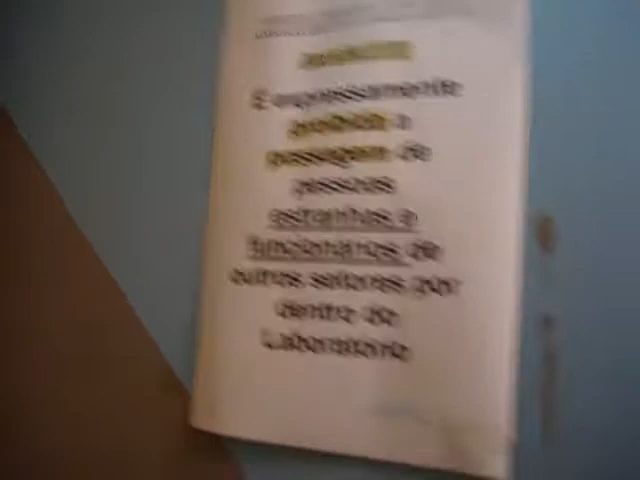 É expressamente
proibida a
passagem de
pessoas
estranhas e
funcionários de
outros setores por
dentro do
Laboratório